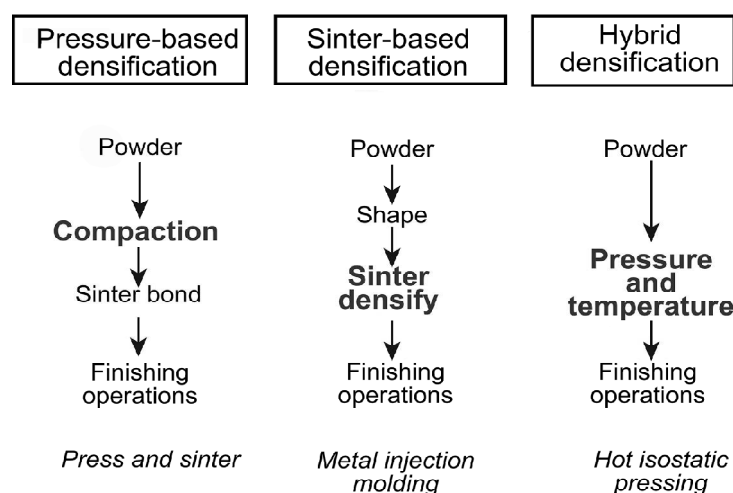 Pressure-based
densification
Sinter-based
densification
Hybrid
densification
Powder
Compaction
Sinter bond
Finishing
operations
Press and sinter
Powder
Shape
Sinter
densify
Finishing
operations
Metal injection
molding
Powder
Pressure
and
temperature
Finishing
operations
Hot isostatic
pressing